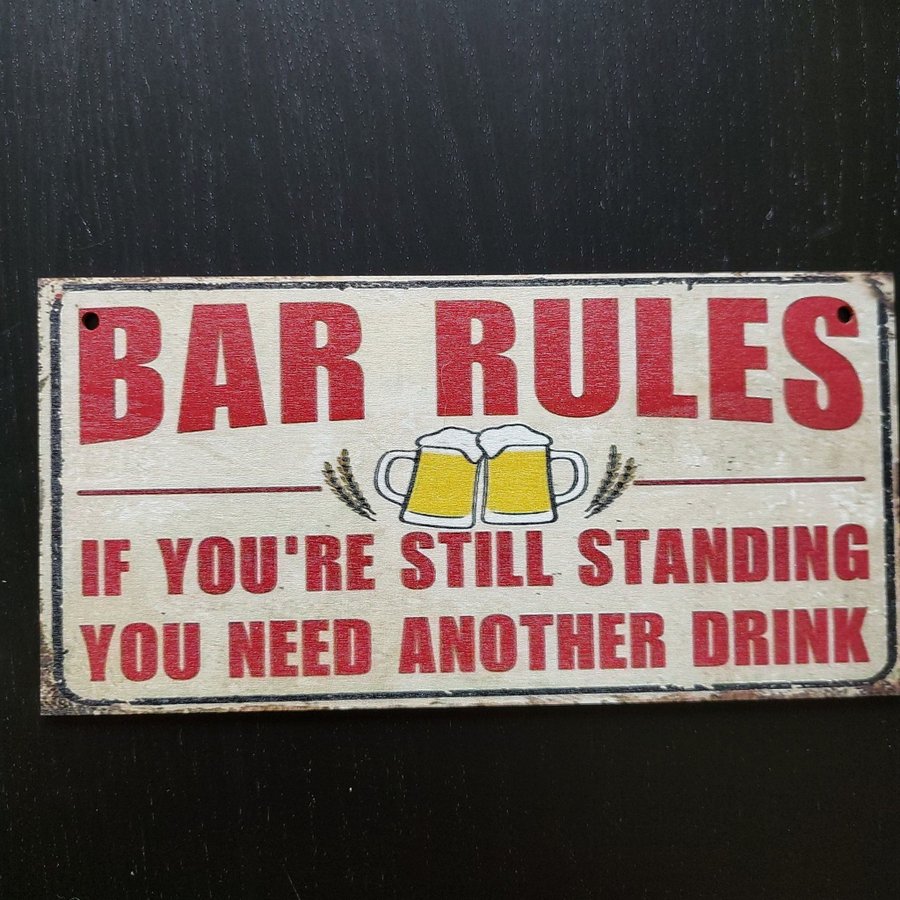 BAR RULES
IF YOU'RE STILL STANDING
YOU NEED ANOTHER DRINK